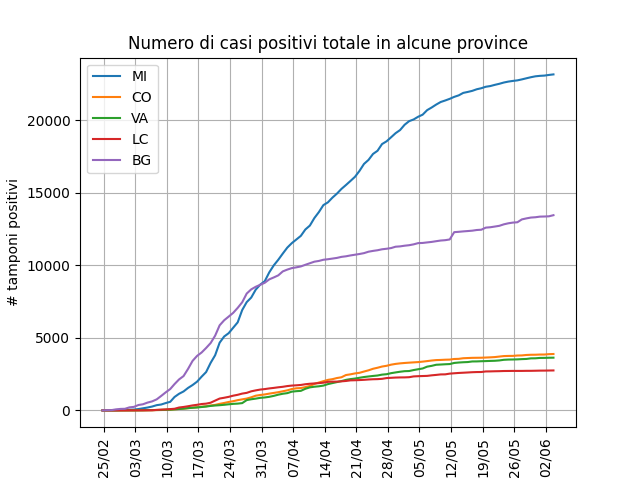 Numero di casi positivi totale in alcune province
MI
CO
VA
LC
BG
# tamponi positivi
20000
15000
10000
5000
0
25/02
03/03
10/03
17/03
24/03
31/03
07/04
14/04
21/04
28/04
05/05
12/05
19/05
26/05
02/06